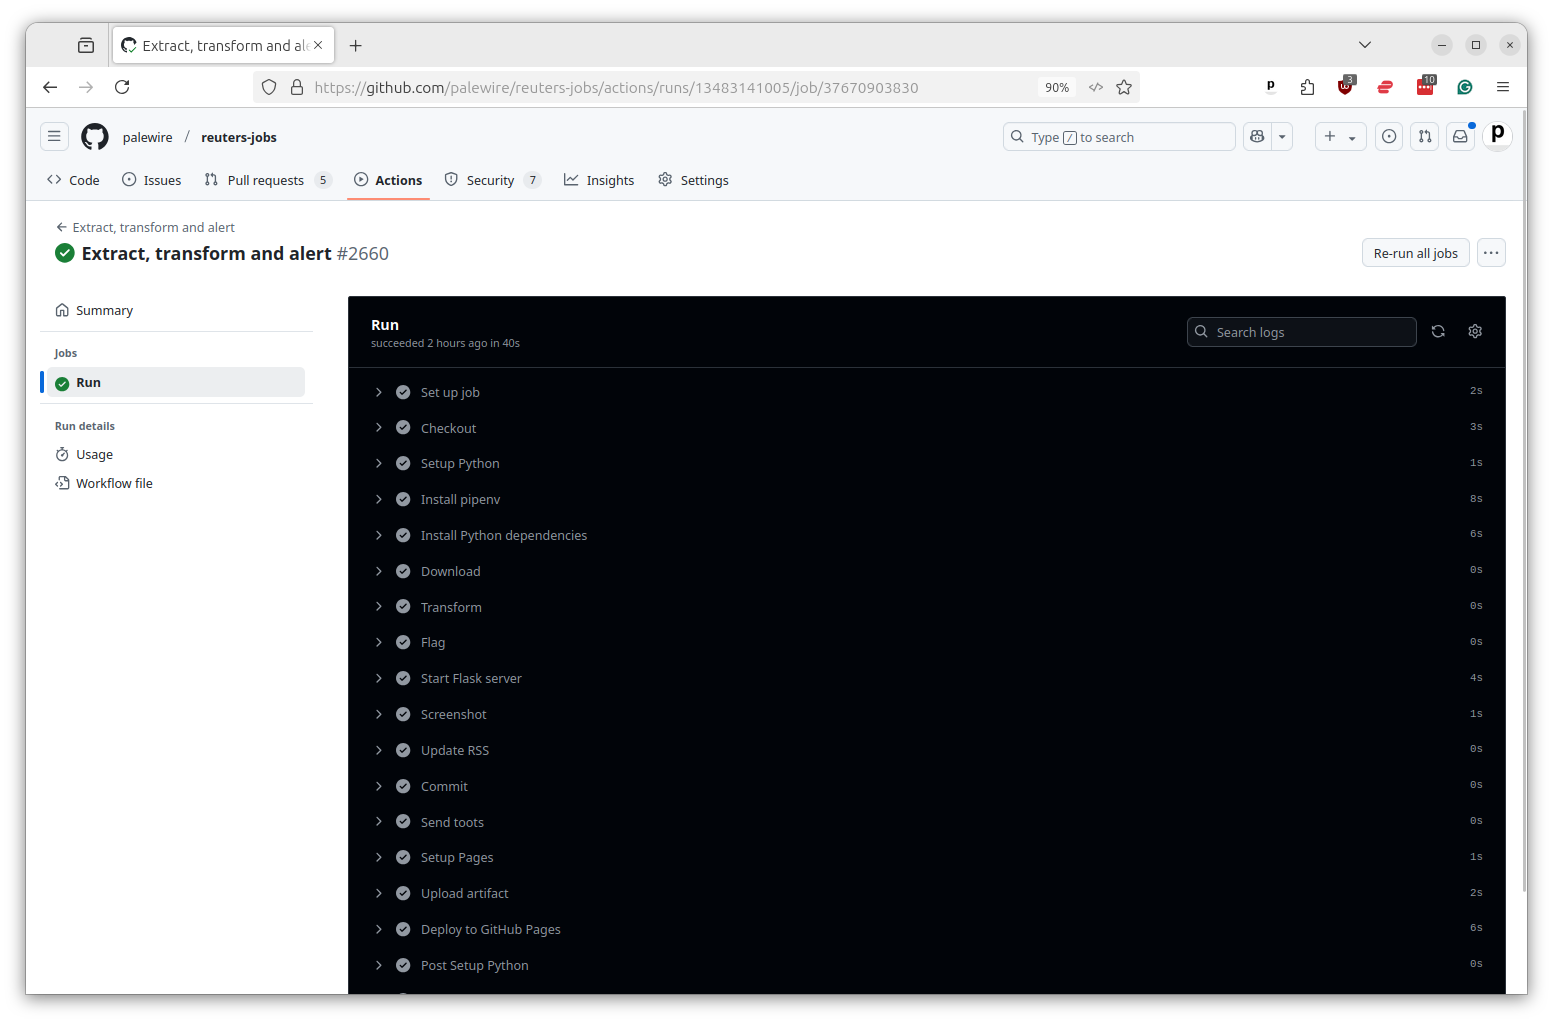 Extract, transform and ale
https://github.com/palewire/reuters-jobs/actions/runs/13483141005/job/37670903830
90%
3
10
palewire / reuters-jobs
Type / to search
Code
Issues
Pull requests 5
Actions
Security 7
Insights
Settings
Extract, transform and alert
Extract, transform and alert #2660
Re-run all jobs
Summary
Jobs
Run
Run details
Usage
Workflow file
Run
succeeded 2 hours ago in 40s
Search logs
Set up job 2s
Checkout 3s
Setup Python 1s
Install pipenv 8s
Install Python dependencies 6s
Download 0s
Transform 0s
Flag 0s
Start Flask server 4s
Screenshot 1s
Update RSS 0s
Commit 0s
Send toots 0s
Setup Pages 1s
Upload artifact 2s
Deploy to GitHub Pages 6s
Post Setup Python 0s